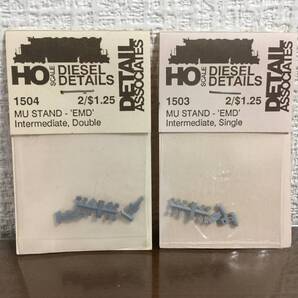 HO SCALE DIESEL DETAILS
1504 2/$1.25
MU STAND - 'EMD'
Intermediate, Double
DETAIL ASSOCIATES
HO SCALE DIESEL DETAILS
1503 2/$1.25
MU STAND - 'EMD'
Intermediate, Single
DETAIL ASSOCIATES